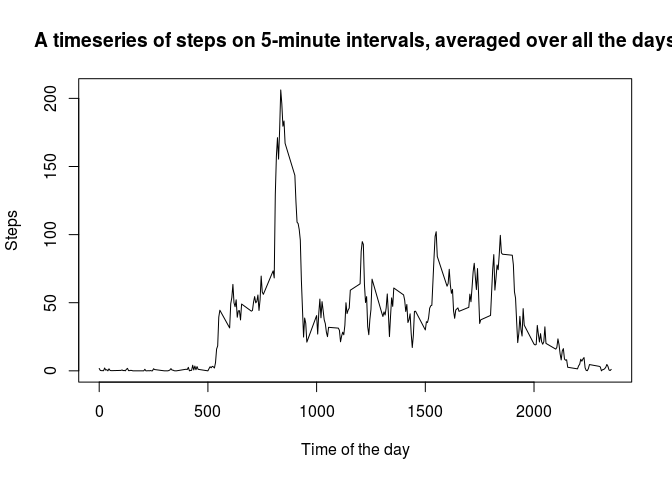 A timeseries of steps on 5-minute intervals, averaged over all the days
Steps
200
150
100
50
0
0 500 1000 1500 2000
Time of the day